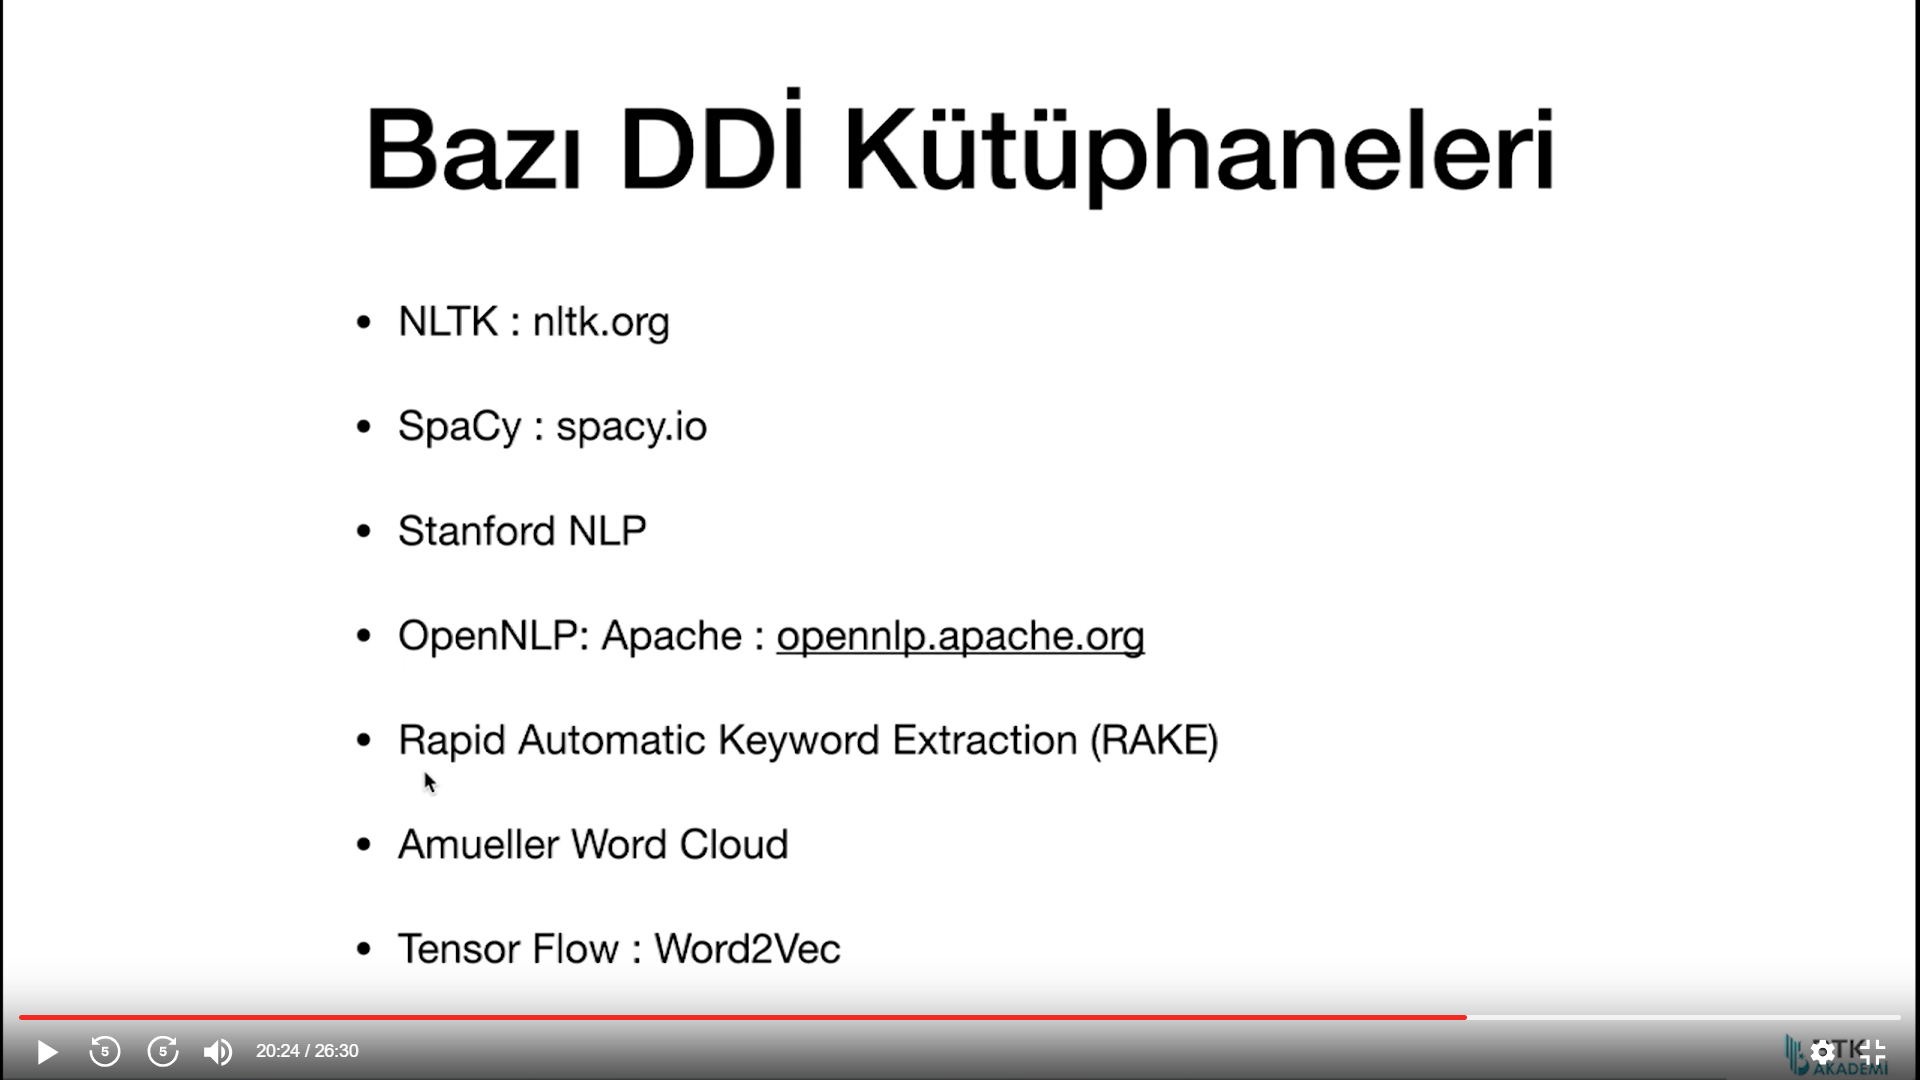 Bazı DDİ Kütüphaneleri
• NLTK : nltk.org
• SpaCy : spacy.io
• Stanford NLP
• OpenNLP: Apache : opennlp.apache.org
• Rapid Automatic Keyword Extraction (RAKE)
• Amueller Word Cloud
• Tensor Flow : Word2Vec
5
5
20:24 / 26:30
AKADEMİ